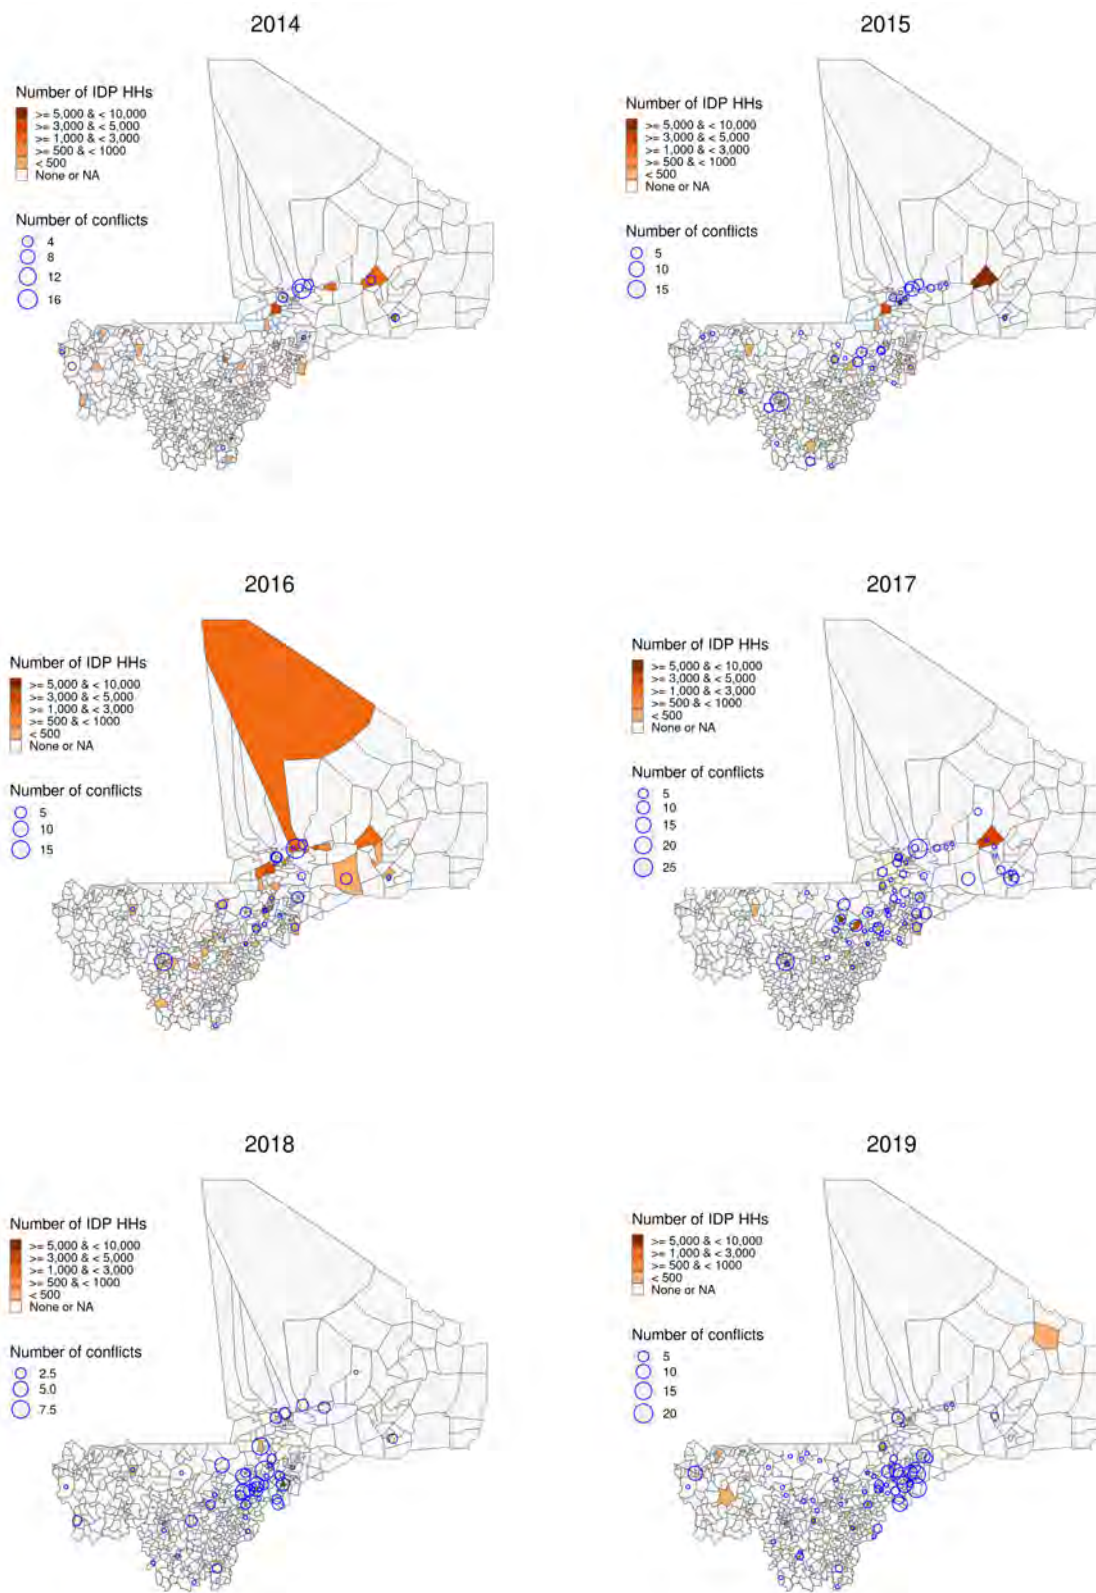 2014
Number of IDP HHs
>= 5,000 & < 10,000
>= 3,000 & < 5,000
>= 1,000 & < 3,000
>= 500 & < 1000
< 500
None or NA
Number of conflicts
4
8
12
16
2015
Number of IDP HHs
>= 5,000 & < 10,000
>= 3,000 & < 5,000
>= 1,000 & < 3,000
>= 500 & < 1000
< 500
None or NA
Number of conflicts
5
10
15
2016
Number of IDP HHs
>= 5,000 & < 10,000
>= 3,000 & < 5,000
>= 1,000 & < 3,000
>= 500 & < 1000
< 500
None or NA
Number of conflicts
5
10
15
2017
Number of IDP HHs
>= 5,000 & < 10,000
>= 3,000 & < 5,000
>= 1,000 & < 3,000
>= 500 & < 1000
< 500
None or NA
Number of conflicts
5
10
15
20
25
2018
Number of IDP HHs
>= 5,000 & < 10,000
>= 3,000 & < 5,000
>= 1,000 & < 3,000
>= 500 & < 1000
< 500
None or NA
Number of conflicts
2.5
5.0
7.5
2019
Number of IDP HHs
>= 5,000 & < 10,000
>= 1,000 & < 3,000
>= 500 & < 1000
< 500
None or NA
Number of conflicts
5
10
15
20